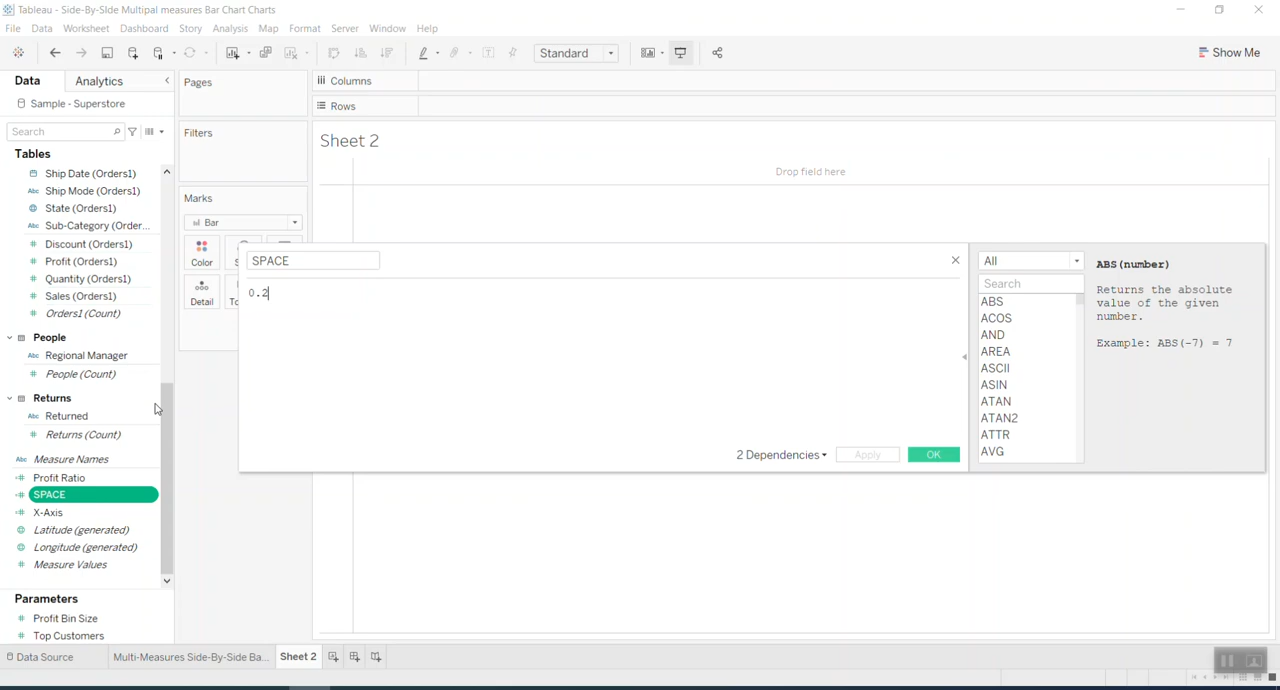 Tableau - Side-By-SIde Multipal measures Bar Chart Charts
File Data Worksheet Dashboard Story Analysis Map Format Server Window Help
Standard
Show Me
Data Analytics
Sample - Superstore
Search
Tables
Ship Date (Orders1)
Ship Mode (Orders1)
State (Orders1)
Sub-Category (Order...
Discount (Orders1)
Profit (Orders1)
Quantity (Orders1)
Sales (Orders1)
Orders1 (Count)
People
Regional Manager
People (Count)
Returns
Returned
Returns (Count)
Measure Names
Profit Ratio
SPACE
X-Axis
Latitude (generated)
Longitude (generated)
Measure Values
Parameters
Profit Bin Size
Top Customers
Pages
Filters
Marks
Bar
Color
Detail
Columns
Rows
Sheet 2
Drop field here
SPACE
0.2
2 Dependencies
Apply
OK
All
Search
ABS
ACOS
AND
AREA
ASCII
ASIN
ATAN
ATAN2
ATTR
AVG
ABS(number)
Returns the absolute
value of the given
number.
Example: ABS(-7) = 7
Data Source Multi-Measures Side-By-Side Ba... Sheet 2